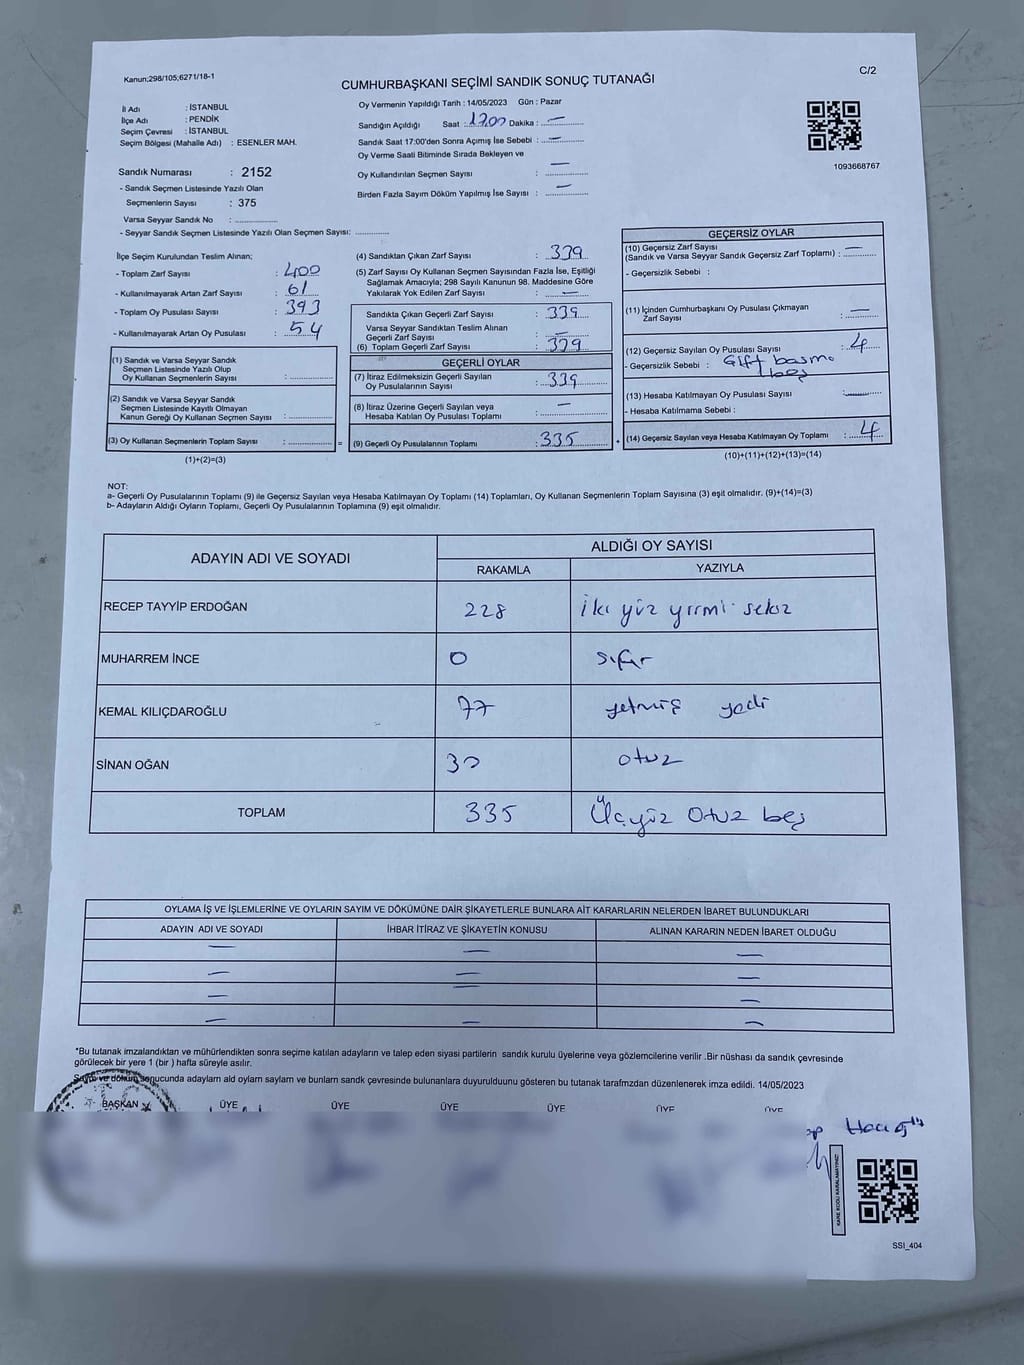 Kanun:298/105;6271/18-1
C/2
CUMHURBAŞKANI SEÇİMİ SANDIK SONUÇ TUTANAĞI
İl Adı : İSTANBUL
İlçe Adı : PENDİK
Seçim Çevresi : İSTANBUL
Seçim Bölgesi (Mahalle Adı) : ESENLER MAH.
Sandık Numarası : 2152
- Sandık Seçmen Listesinde Yazılı Olan
Seçmenlerin Sayısı : 375
Varsa Seyyar Sandık No :
- Seyyar Sandık Seçmen Listesinde Yazılı Olan Seçmen Sayısı:
Oy Vermenin Yapıldığı Tarih : 14/05/2023 Gün : Pazar
Sandığın Açıldığı Saat : 17.00 Dakika : —
Sandık Saat 17:00'den Sonra Açımış İse Sebebi : —
Oy Verme Saati Bitiminde Sırada Bekleyen ve
Oy Kullandırılan Seçmen Sayısı : —
Birden Fazla Sayım Döküm Yapılmış İse Sayısı : —
1093668767
İlçe Seçim Kurulundan Teslim Alınan;
- Toplam Zarf Sayısı : 400
- Kullanılmayarak Artan Zarf Sayısı : 61
- Toplam Oy Pusulası Sayısı : 393
- Kullanılmayarak Artan Oy Pusulası : 54
(1) Sandık ve Varsa Seyyar Sandık
Seçmen Listesinde Yazılı Olup
Oy Kullanan Seçmenlerin Sayısı :
(2) Sandık ve Varsa Seyyar Sandık
Seçmen Listesinde Kayıtlı Olmayan
Kanun Gereği Oy Kullanan Seçmen Sayısı :
(3) Oy Kullanan Seçmenlerin Toplam Sayısı : =
(1)+(2)=(3)
(4) Sandıktan Çıkan Zarf Sayısı : 339
(5) Zarf Sayısı Oy Kullanan Seçmen Sayısından Fazla İse, Eşitliği
Sağlamak Amacıyla; 298 Sayılı Kanunun 98. Maddesine Göre
Yakılarak Yok Edilen Zarf Sayısı : —
Sandıkta Çıkan Geçerli Zarf Sayısı : 339
Varsa Seyyar Sandıktan Teslim Alınan
Geçerli Zarf Sayısı : —
(6) Toplam Geçerli Zarf Sayısı : 339
GEÇERLİ OYLAR
(7) İtiraz Edilmeksizin Geçerli Sayılan
Oy Pusulalarının Sayısı : 339
(8) İtiraz Üzerine Geçerli Sayılan veya
Hesaba Katılan Oy Pusulası Toplamı : —
(9) Geçerli Oy Pusulalarının Toplamı : 335 +
GEÇERSİZ OYLAR
(10) Geçersiz Zarf Sayısı
(Sandık ve Varsa Seyyar Sandık Geçersiz Zarf Toplamı) : —
- Geçersizlik Sebebi :
(11) İçinden Cumhurbaşkanı Oy Pusulası Çıkmayan
Zarf Sayısı : —
(12) Geçersiz Sayılan Oy Pusulası Sayısı : 4
- Geçersizlik Sebebi : Çift basma
boş
(13) Hesaba Katılmayan Oy Pusulası Sayısı :
- Hesaba Katılmama Sebebi :
(14) Geçersiz Sayılan veya Hesaba Katılmayan Oy Toplamı : 4
(10)+(11)+(12)+(13)=(14)
NOT:
a- Geçerli Oy Pusulalarının Toplamı (9) ile Geçersiz Sayılan veya Hesaba Katılmayan Oy Toplamı (14) Toplamları, Oy Kullanan Seçmenlerin Toplam Sayısına (3) eşit olmalıdır. (9)+(14)=(3)
b- Adayların Aldığı Oyların Toplamı, Geçerli Oy Pusulalarının Toplamına (9) eşit olmalıdır.
ADAYIN ADI VE SOYADI ALDIĞI OY SAYISI
RAKAMLA YAZIYLA
RECEP TAYYİP ERDOĞAN 228 İki yüz yirmi sekiz
MUHARREM İNCE 0 sıfır
KEMAL KILIÇDAROĞLU 77 yetmiş yedi
SİNAN OĞAN 30 otuz
TOPLAM 335 Üçyüz Otuz beş
OYLAMA İŞ VE İŞLEMLERİNE VE OYLARIN SAYIM VE DÖKÜMÜNE DAİR ŞİKAYETLERLE BUNLARA AİT KARARLARIN NELERDEN İBARET BULUNDUKLARI
ADAYIN ADI VE SOYADI İHBAR İTİRAZ VE ŞİKAYETİN KONUSU ALINAN KARARIN NEDEN İBARET OLDUĞU
— — —
— — —
— — —
— — —
*Bu tutanak imzalandıktan ve mühürlendikten sonra seçime katılan adayların ve talep eden siyasi partilerin sandık kurulu üyelerine veya gözlemcilerine verilir .Bir nüshası da sandık çevresinde
görülecek bir yere 1 (bir ) hafta süreyle asılır.
Sayım ve döküm sonucunda adayların ald oylarn saylarn ve bunlarn sandk çevresinde bulunanlara duyurulduunu gösteren bu tutanak tarafmzdan düzenlenerek imza edildi. 14/05/2023
BAŞKAN ÜYE ÜYE ÜYE ÜYE ÜYE ÜYE
KARE KODU KARALAMAYINIZ!
SSI_404